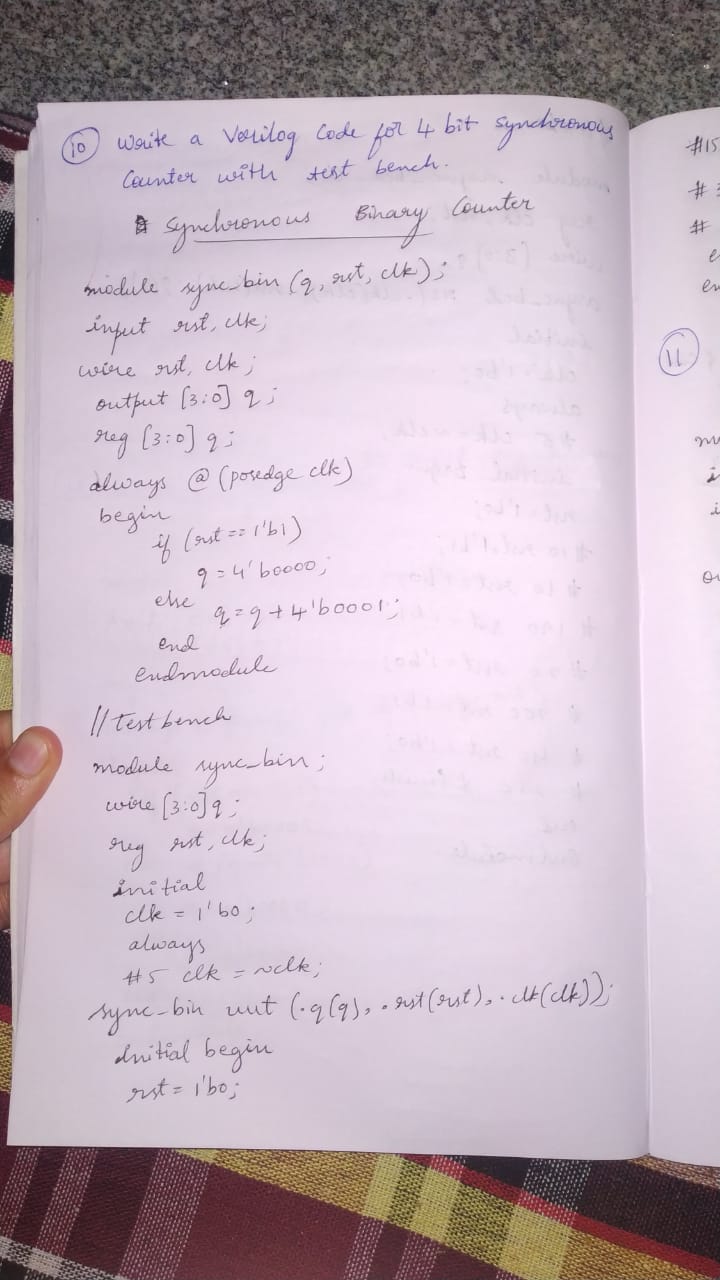 10 Write a Verilog Code for 4 bit synchronous
Counter with test bench.
Synchronous Binary Counter
module sync_bin (q, rst, clk);
input rst, clk;
wire rst, clk;
output [3:0] q;
reg [3:0] q;
always @ (posedge clk)
begin
if (rst == 1'b1)
q = 4'b0000;
else
q = q + 4'b0001;
end
endmodule
// Test bench
module sync_bin;
wire [3:0] q;
reg rst, clk;
initial
clk = 1'b0;
always
#5 clk = ~clk;
sync_bin uut (.q(q), .rst(rst), .clk(clk));
initial begin
rst = 1'b0;
#15
#
#
e
en
11